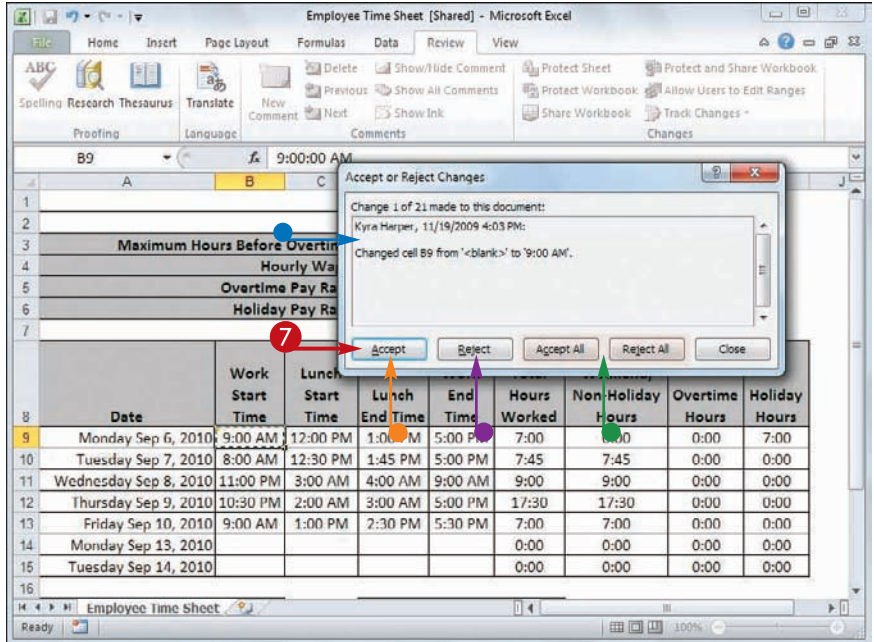 Employee Time Sheet [Shared] - Microsoft Excel
File Home Insert Page Layout Formulas Data Review View
ABC
Spelling Research Thesaurus
Proofing
Translate
Language
New Comment
Delete
Previous
Next
Show/Hide Comment
Show All Comments
Show Ink
Comments
Protect Sheet
Protect Workbook
Share Workbook
Protect and Share Workbook
Allow Users to Edit Ranges
Track Changes
Changes
B9 fx 9:00:00 AM
A B C J
Accept or Reject Changes
Change 1 of 21 made to this document:
Kyra Harper, 11/19/2009 4:03 PM:
Changed cell B9 from '<blank>' to '9:00 AM'.
Accept Reject Accept All Reject All Close
7
1
2
3 Maximum Hours Before Overtim
4 Hourly Wa
5 Overtime Pay Ra
6 Holiday Pay Ra
7
8 Date Work Start Time Lunch Start Time Lunch End Time End Time Hours Worked Non-Holiday Hours Overtime Hours Holiday Hours
9 Monday Sep 6, 2010 9:00 AM 12:00 PM 1:00 PM 5:00 PM 7:00 0:00 7:00
10 Tuesday Sep 7, 2010 8:00 AM 12:30 PM 1:45 PM 5:00 PM 7:45 7:45 0:00 0:00
11 Wednesday Sep 8, 2010 11:00 PM 3:00 AM 4:00 AM 9:00 AM 9:00 9:00 0:00 0:00
12 Thursday Sep 9, 2010 10:30 PM 2:00 AM 3:00 AM 5:00 PM 17:30 17:30 0:00 0:00
13 Friday Sep 10, 2010 9:00 AM 1:00 PM 2:30 PM 5:30 PM 7:00 7:00 0:00 0:00
14 Monday Sep 13, 2010 0:00 0:00 0:00 0:00
15 Tuesday Sep 14, 2010 0:00 0:00 0:00 0:00
16
Employee Time Sheet
Ready 100%